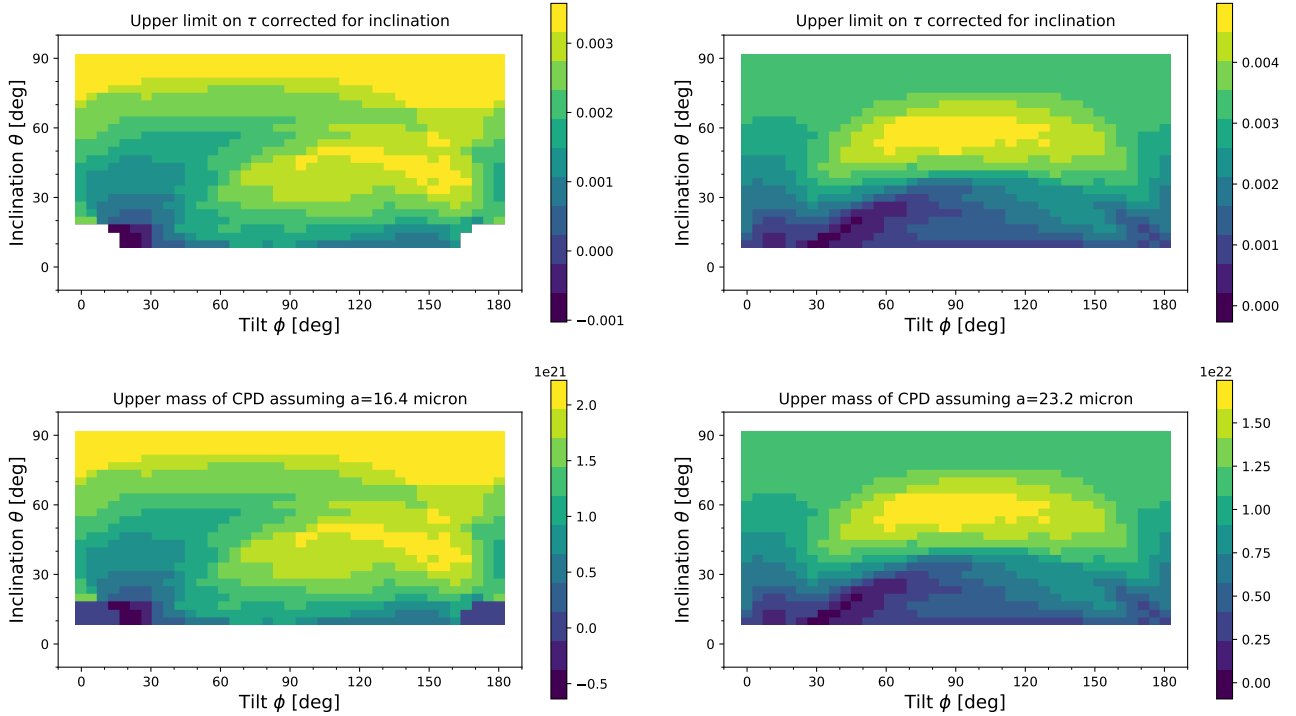 Upper limit on τ corrected for inclination
Inclination θ [deg]
90
60
30
0
0 30 60 90 120 150 180
Tilt ϕ [deg]
0.003
0.002
0.001
0.000
−0.001
Upper limit on τ corrected for inclination
Inclination θ [deg]
90
60
30
0
0 30 60 90 120 150 180
Tilt ϕ [deg]
0.004
0.003
0.002
0.001
0.000
Upper mass of CPD assuming a=16.4 micron
Inclination θ [deg]
90
60
30
0
0 30 60 90 120 150 180
Tilt ϕ [deg]
1e21
2.0
1.5
1.0
0.5
0.0
−0.5
Upper mass of CPD assuming a=23.2 micron
Inclination θ [deg]
90
60
30
0
0 30 60 90 120 150 180
Tilt ϕ [deg]
1e22
1.50
1.25
1.00
0.75
0.50
0.25
0.00